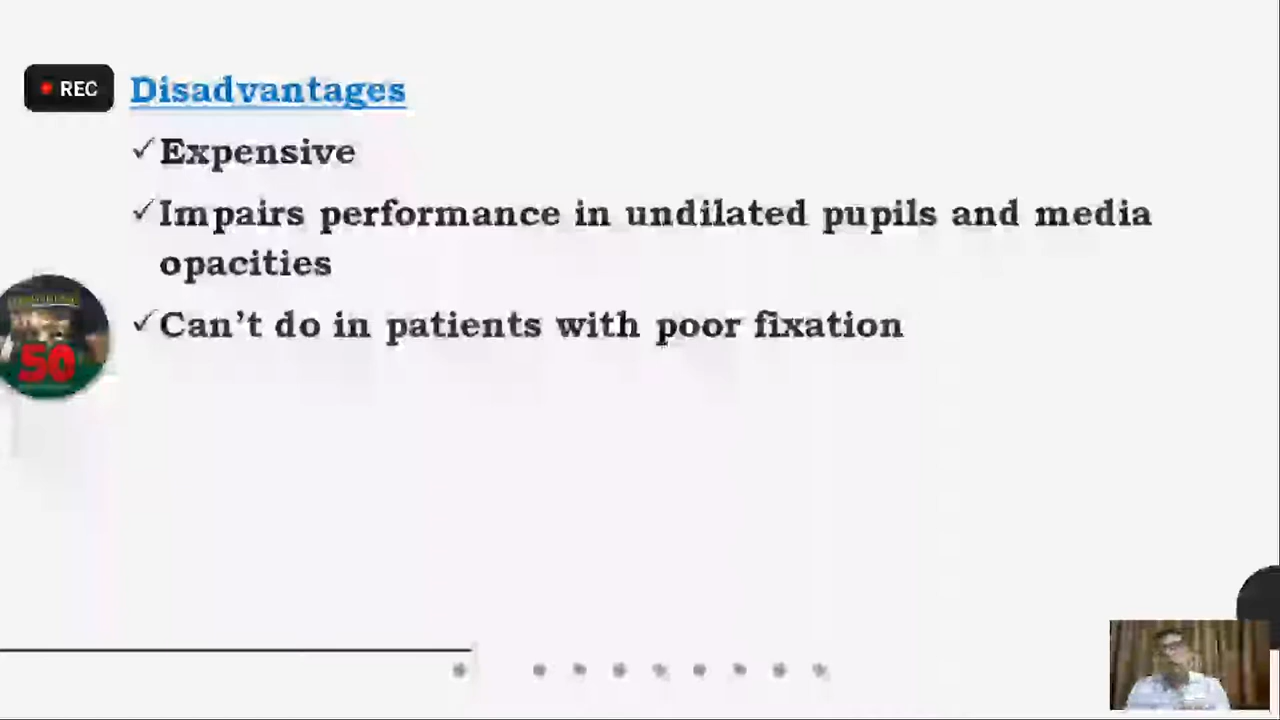 REC
Disadvantages
✓Expensive
✓Impairs performance in undilated pupils and media
opacities
✓Can't do in patients with poor fixation
50